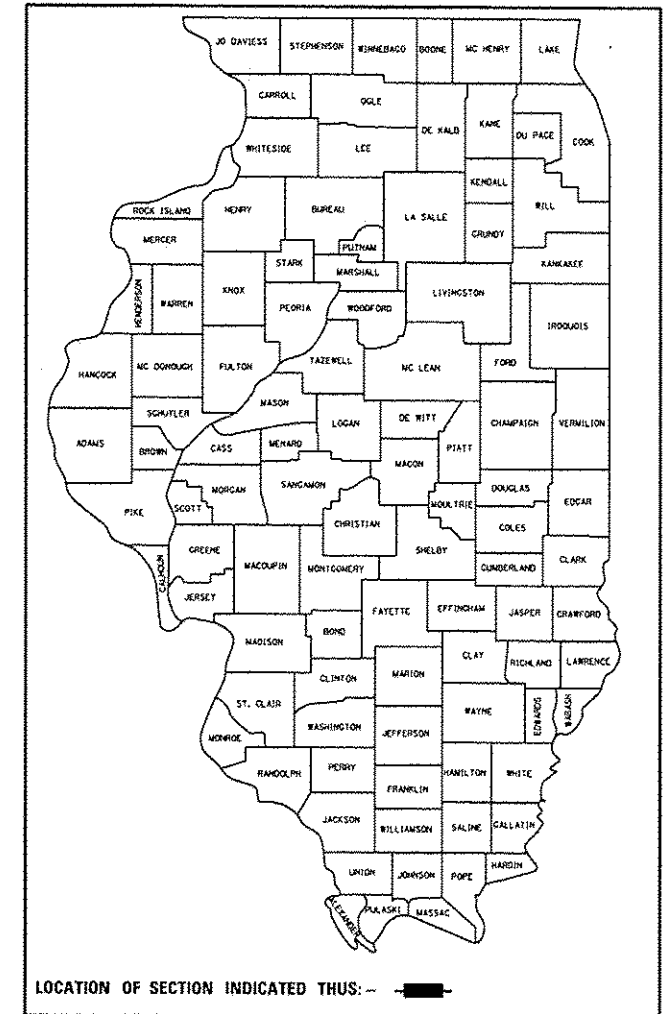 JO DAVIESS STEPHENSON WINNEBAGO BOONE MC HENRY LAKE
CARROLL OGLE DE KALB KANE DU PAGE COOK
WHITESIDE LEE KENDALL WILL
ROCK ISLAND HENRY BUREAU LA SALLE GRUNDY
MERCER STARK PUTNAM MARSHALL KANKAKEE
HENDERSON WARREN KNOX PEORIA WOODFORD LIVINGSTON IROQUOIS
HANCOCK MC DONOUGH FULTON TAZEWELL MC LEAN FORD
SCHUYLER MASON LOGAN DE WITT CHAMPAIGN VERMILION
ADAMS BROWN CASS MENARD MACON PIATT
PIKE SCOTT MORGAN SANGAMON CHRISTIAN MOULTRIE DOUGLAS EDGAR
COLES
CALHOUN GREENE MACOUPIN MONTGOMERY SHELBY CUMBERLAND CLARK
JERSEY FAYETTE EFFINGHAM JASPER CRAWFORD
MADISON BOND CLAY RICHLAND LAWRENCE
CLINTON MARION
ST. CLAIR WAYNE EDWARDS WABASH
MONROE WASHINGTON JEFFERSON
RANDOLPH PERRY HAMILTON WHITE
FRANKLIN
JACKSON WILLIAMSON SALINE GALLATIN
UNION JOHNSON POPE HARDIN
ALEXANDER PULASKI MASSAC
LOCATION OF SECTION INDICATED THUS: -